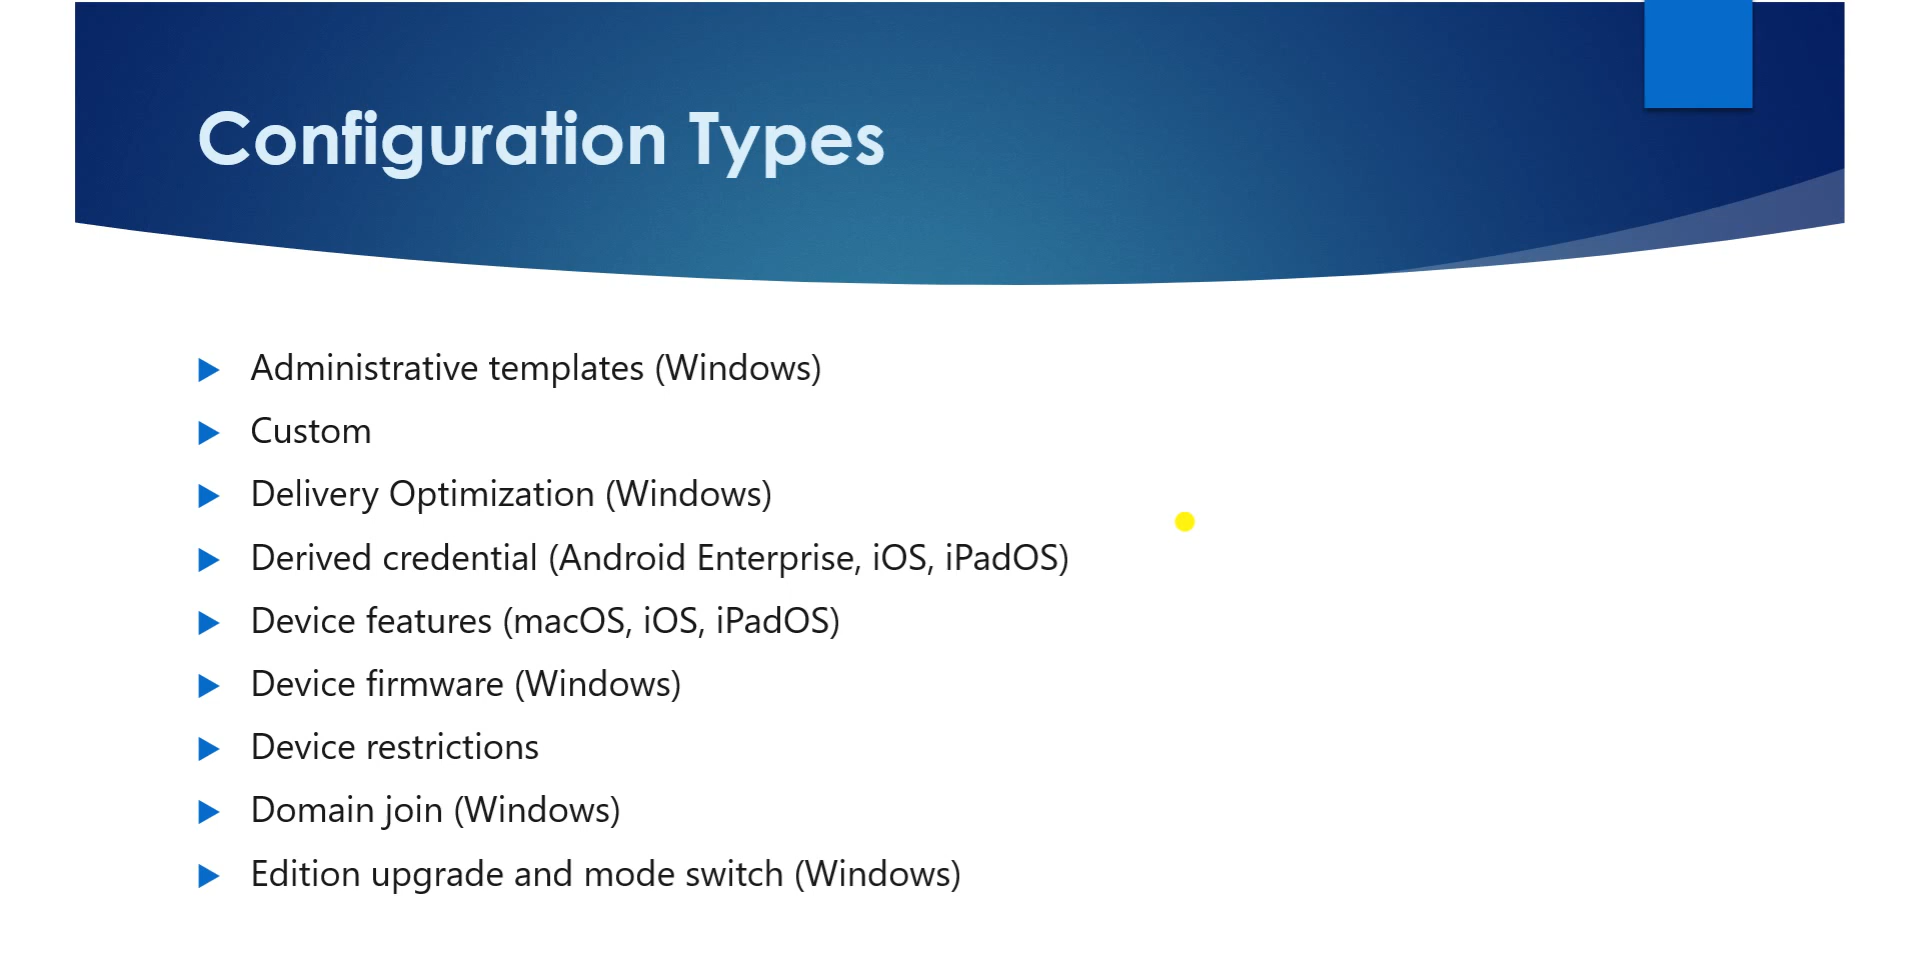 Configuration Types
Administrative templates (Windows)
Custom
Delivery Optimization (Windows)
Derived credential (Android Enterprise, iOS, iPadOS)
Device features (macOS, iOS, iPadOS)
Device firmware (Windows)
Device restrictions
Domain join (Windows)
Edition upgrade and mode switch (Windows)